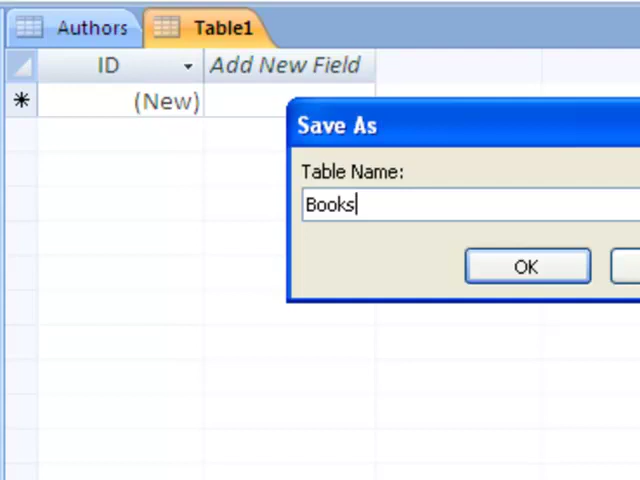 Authors Table1
ID Add New Field
(New)
Save As
Table Name:
Books
OK